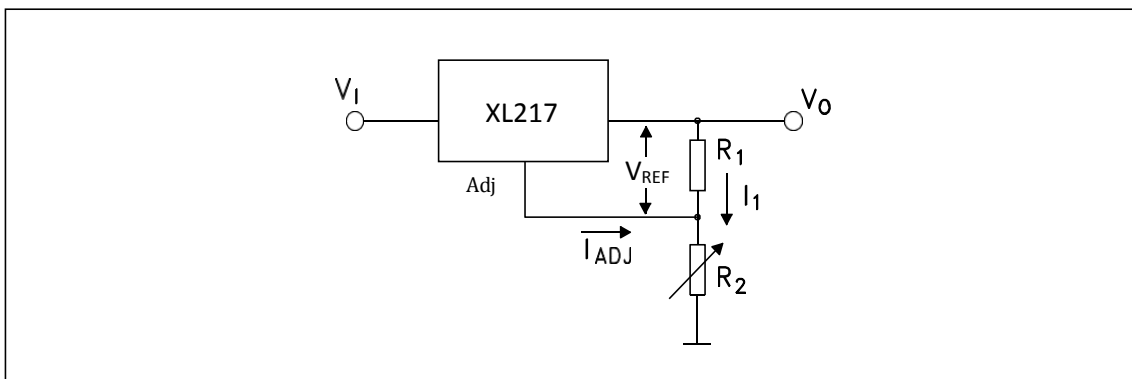 V_I
XL217
V_O
Adj
V_REF
R_1
I_1
I_ADJ
R_2